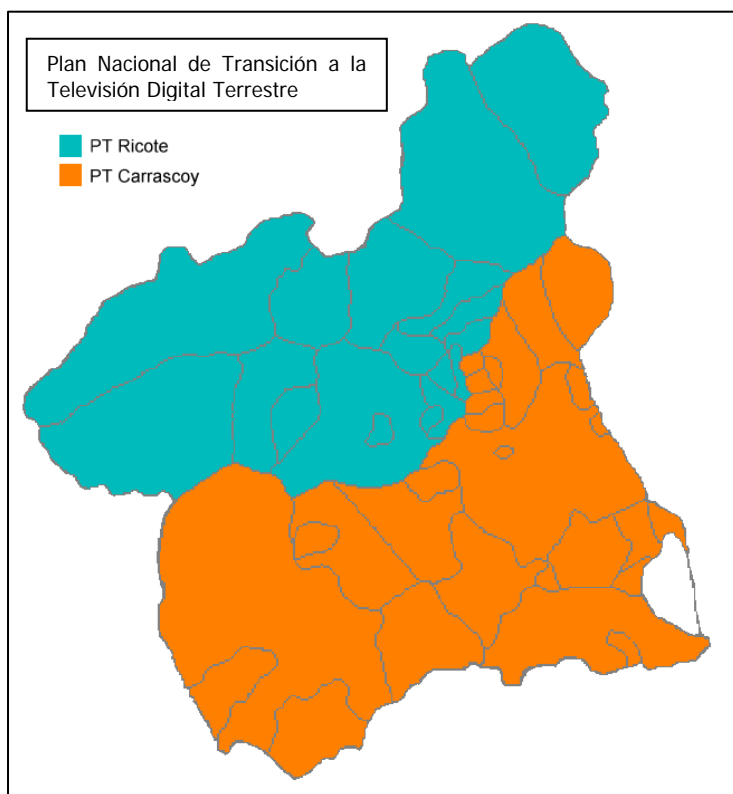 Plan Nacional de Transición a la
Televisión Digital Terrestre
PT Ricote
PT Carrascoy